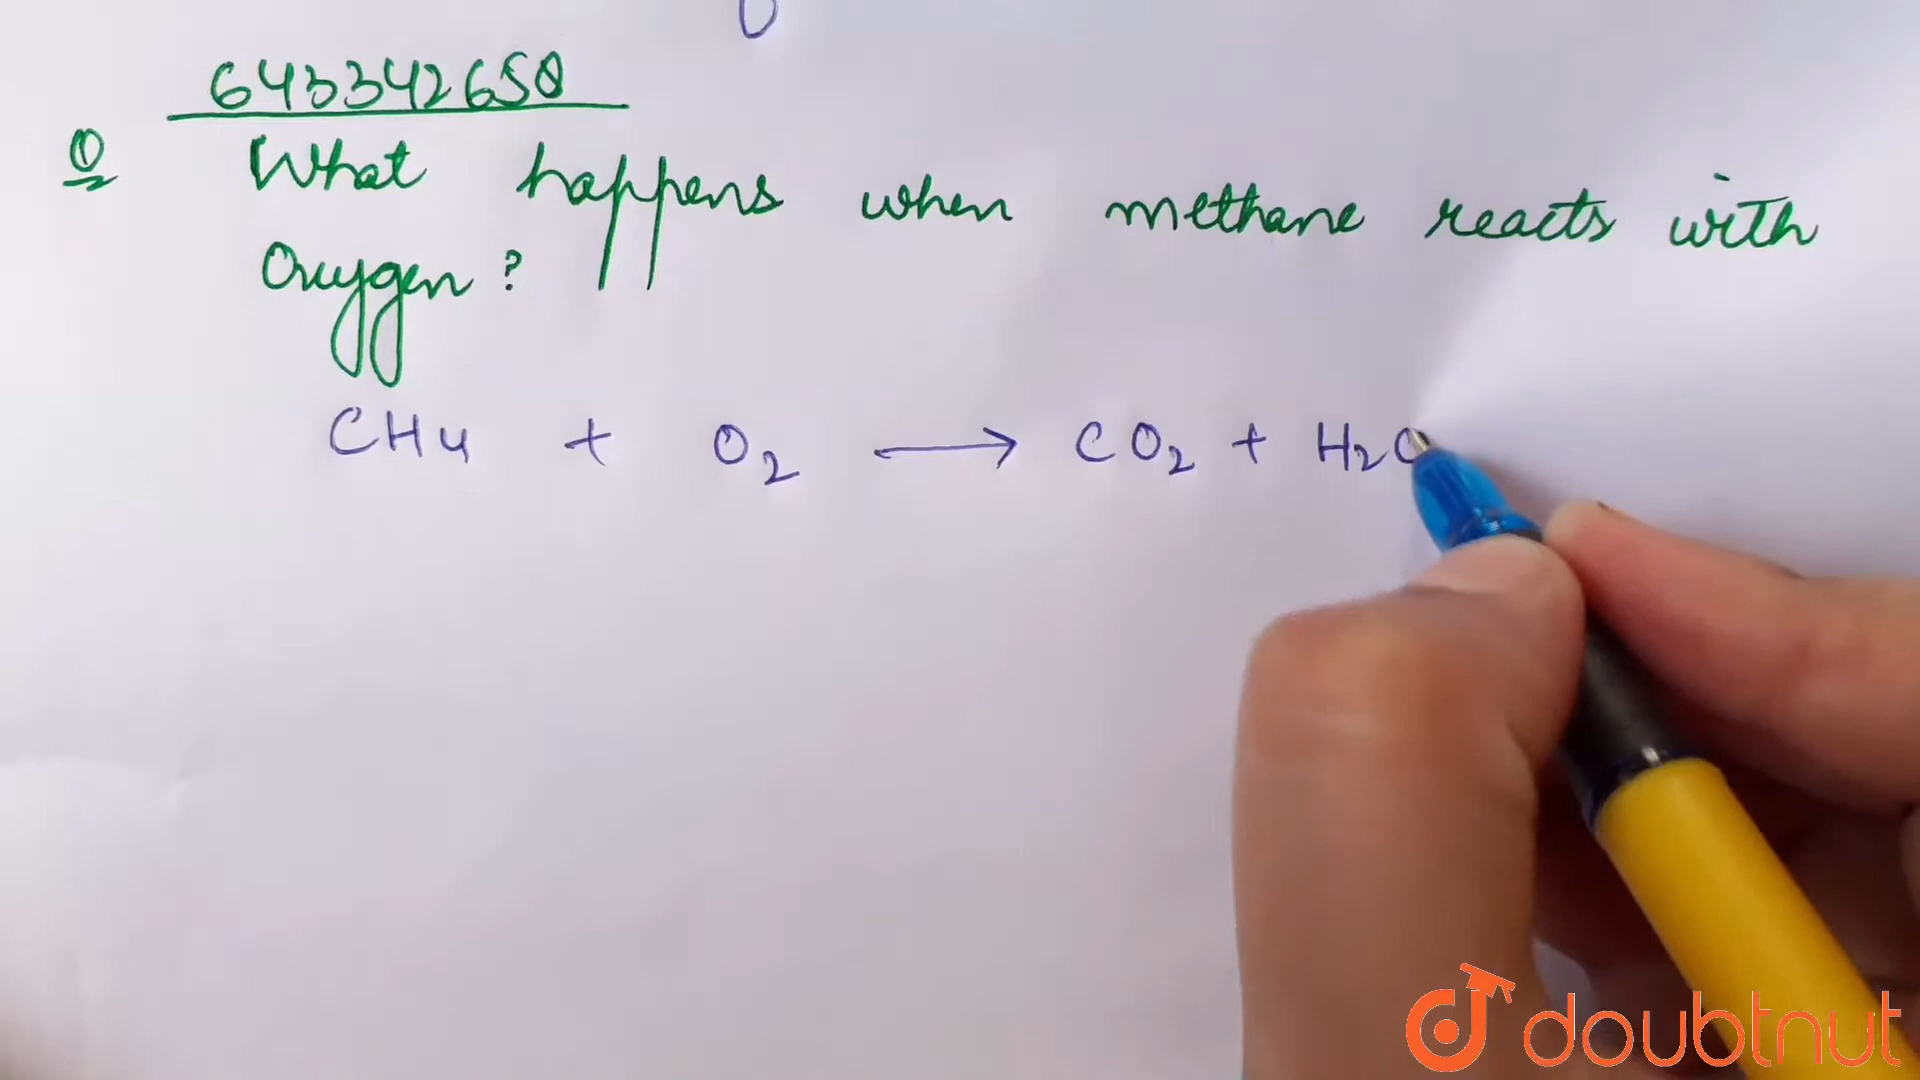 643342650
Q What happens when methane reacts with
Oxygen?
CH4 + O2 → CO2 + H2O
doubtnut